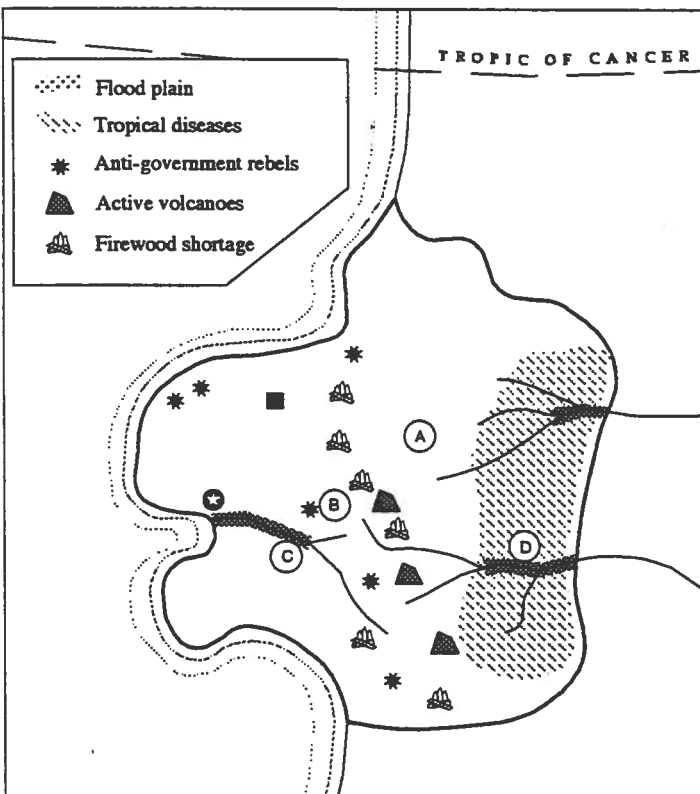 TROPIC OF CANCER
Flood plain
Tropical diseases
Anti-government rebels
Active volcanoes
Firewood shortage
A
B
C
D